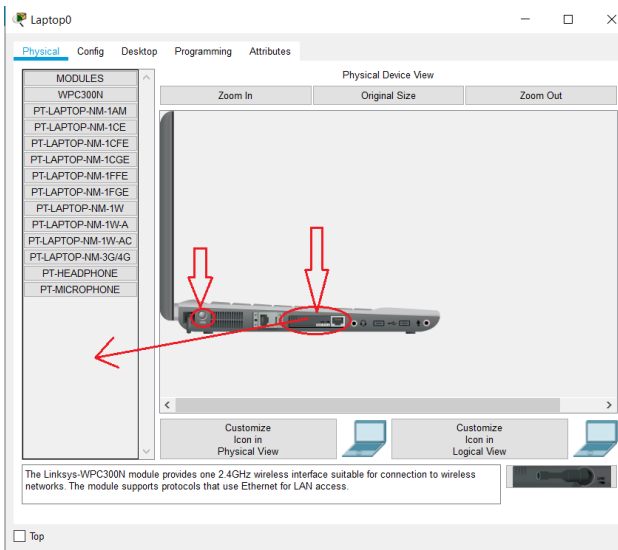 Laptop0
Physical Config Desktop Programming Attributes
MODULES
WPC300N
PT-LAPTOP-NM-1AM
PT-LAPTOP-NM-1CE
PT-LAPTOP-NM-1CFE
PT-LAPTOP-NM-1CGE
PT-LAPTOP-NM-1FFE
PT-LAPTOP-NM-1FGE
PT-LAPTOP-NM-1W
PT-LAPTOP-NM-1W-A
PT-LAPTOP-NM-1W-AC
PT-LAPTOP-NM-3G/4G
PT-HEADPHONE
PT-MICROPHONE
Physical Device View
Zoom In Original Size Zoom Out
Customize
Icon in
Physical View
Customize
Icon in
Logical View
The Linksys-WPC300N module provides one 2.4GHz wireless interface suitable for connection to wireless
networks. The module supports protocols that use Ethernet for LAN access.
Top